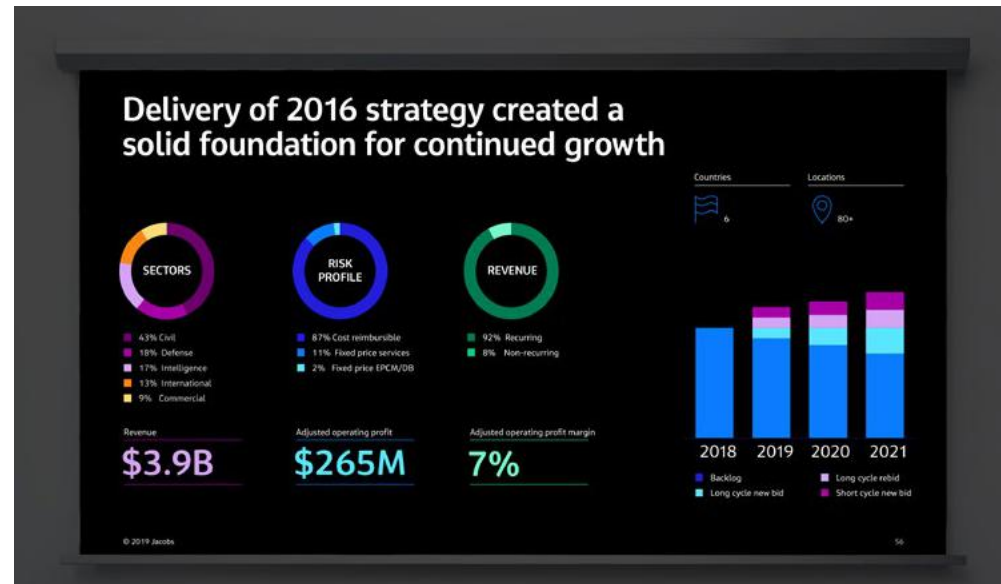 Delivery of 2016 strategy created a
solid foundation for continued growth
Countries
6
Locations
80+
SECTORS
43% Civil
18% Defense
17% Intelligence
13% International
9% Commercial
RISK
PROFILE
87% Cost reimbursible
11% Fixed price services
2% Fixed price EPCM/DB
REVENUE
92% Recurring
8% Non-recurring
Revenue
$3.9B
Adjusted operating profit
$265M
Adjusted operating profit margin
7%
2018 2019 2020 2021
Backlog
Long cycle new bid
Long cycle rebid
Short cycle new bid
© 2019 Jacobs
56